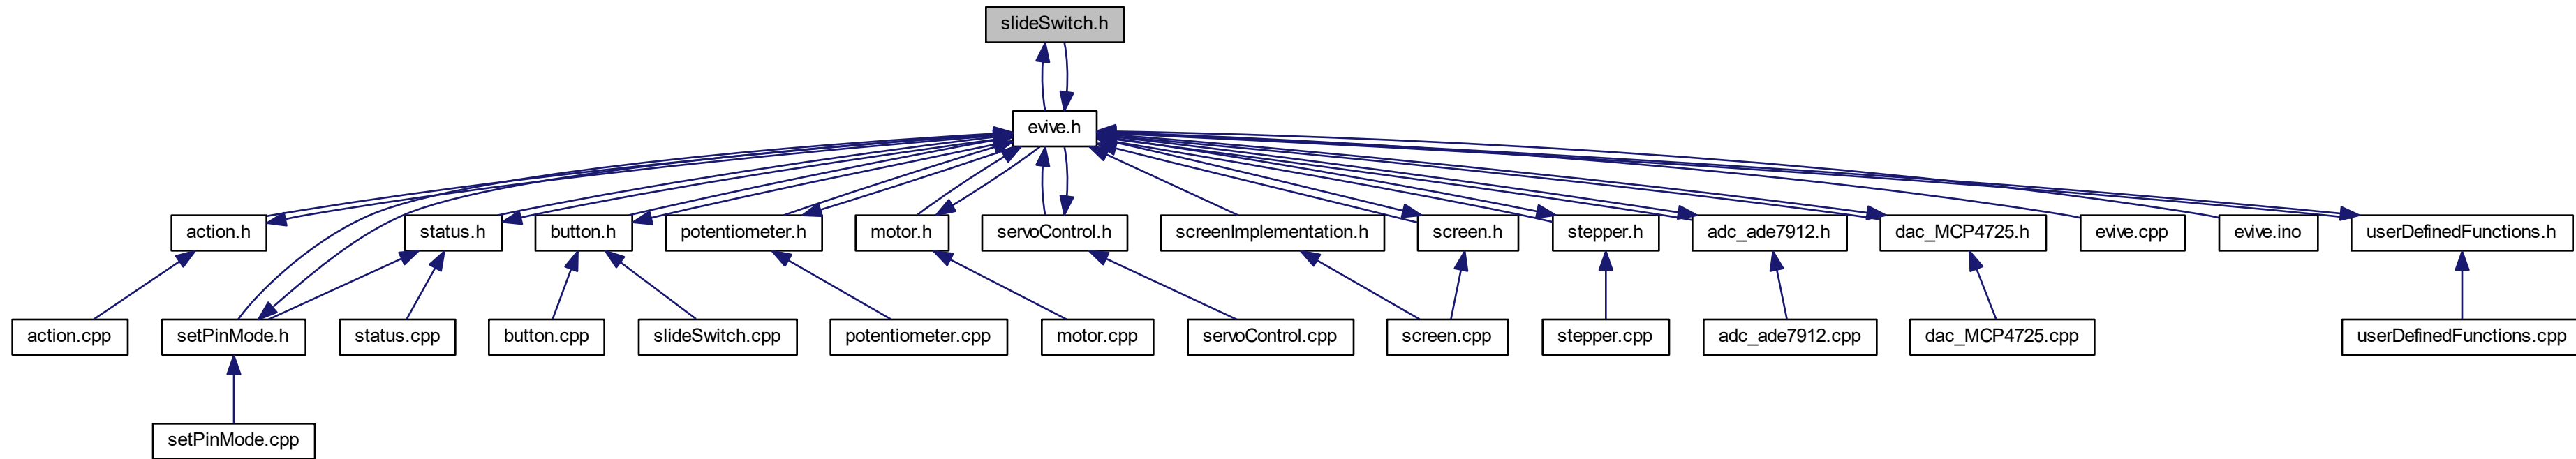 slideSwitch.h
evive.h
action.h
status.h
button.h
potentiometer.h
motor.h
servoControl.h
screenImplementation.h
screen.h
stepper.h
adc_ade7912.h
dac_MCP4725.h
evive.cpp
evive.ino
userDefinedFunctions.h
action.cpp
setPinMode.h
status.cpp
button.cpp
slideSwitch.cpp
potentiometer.cpp
motor.cpp
servoControl.cpp
screen.cpp
stepper.cpp
adc_ade7912.cpp
dac_MCP4725.cpp
userDefinedFunctions.cpp
setPinMode.cpp